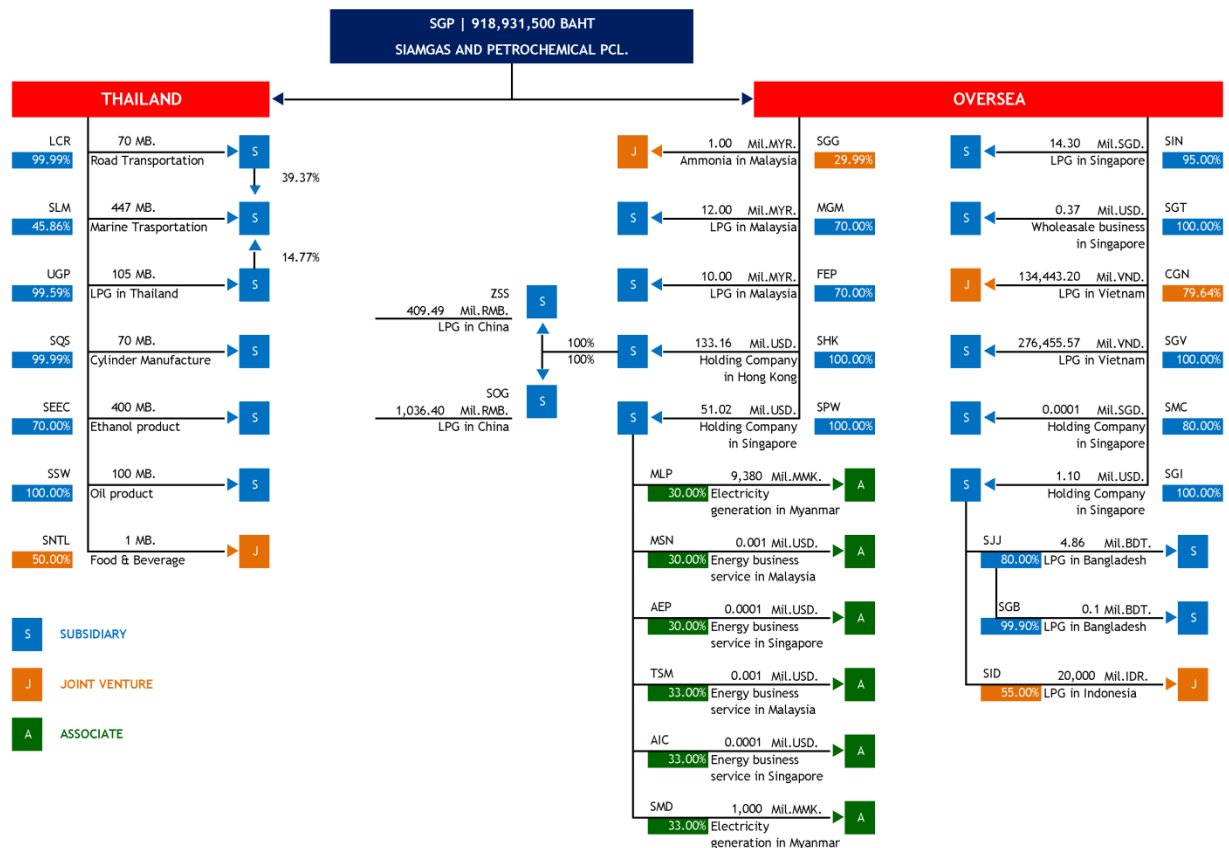 SGP | 918,931,500 BAHT
SIAMGAS AND PETROCHEMICAL PCL.
THAILAND
LCR 70 MB.
99.99% Road Transportation
S
39.37%
SLM 447 MB.
45.86% Marine Trasportation
S
14.77%
UGP 105 MB.
99.59% LPG in Thailand
S
SQS 70 MB.
99.99% Cylinder Manufacture
S
SEEC 400 MB.
70.00% Ethanol product
S
SSW 100 MB.
100.00% Oil product
S
SNTL 1 MB.
50.00% Food & Beverage
J
S SUBSIDIARY
J JOINT VENTURE
A ASSOCIATE
OVERSEA
J 1.00 Mil.MYR. SGG
Ammonia in Malaysia 29.99%
S 12.00 Mil.MYR. MGM
LPG in Malaysia 70.00%
S 10.00 Mil.MYR. FEP
LPG in Malaysia 70.00%
S 133.16 Mil.USD. SHK
Holding Company 100.00%
in Hong Kong
100%
100%
ZSS
409.49 Mil.RMB. S
LPG in China
SOG
1,036.40 Mil.RMB. S
LPG in China
S 51.02 Mil.USD. SPW
Holding Company 100.00%
in Singapore
MLP 9,380 Mil.MMK. A
30.00% Electricity
generation in Myanmar
MSN 0.001 Mil.USD. A
30.00% Energy business
service in Malaysia
AEP 0.0001 Mil.USD. A
30.00% Energy business
service in Singapore
TSM 0.001 Mil.USD. A
33.00% Energy business
service in Malaysia
AIC 0.0001 Mil.USD. A
33.00% Energy business
service in Singapore
SMD 1,000 Mil.MMK. A
33.00% Electricity
generation in Myanmar
S 14.30 Mil.SGD. SIN
LPG in Singapore 95.00%
S 0.37 Mil.USD. SGT
Wholeasale business 100.00%
in Singapore
J 134,443.20 Mil.VND. CGN
LPG in Vietnam 79.64%
S 276,455.57 Mil.VND. SGV
LPG in Vietnam 100.00%
S 0.0001 Mil.SGD. SMC
Holding Company 80.00%
in Singapore
S 1.10 Mil.USD. SGI
Holding Company 100.00%
in Singapore
SJJ 4.86 Mil.BDT. S
80.00% LPG in Bangladesh
SGB 0.1 Mil.BDT. S
99.90% LPG in Bangladesh
SID 20,000 Mil.IDR. J
55.00% LPG in Indonesia